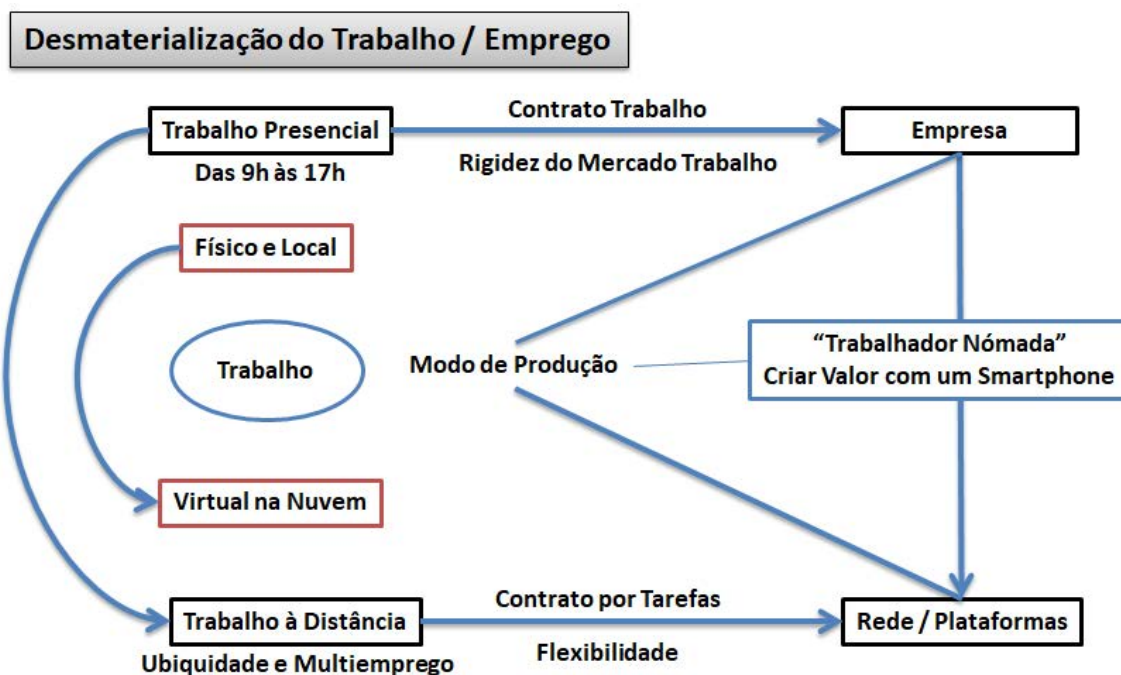 Desmaterialização do Trabalho / Emprego
Trabalho Presencial
Das 9h às 17h
Contrato Trabalho
Rigidez do Mercado Trabalho
Empresa
Físico e Local
Trabalho
Modo de Produção
“Trabalhador Nómada”
Criar Valor com um Smartphone
Virtual na Nuvem
Trabalho à Distância
Ubiquidade e Multiemprego
Contrato por Tarefas
Flexibilidade
Rede / Plataformas